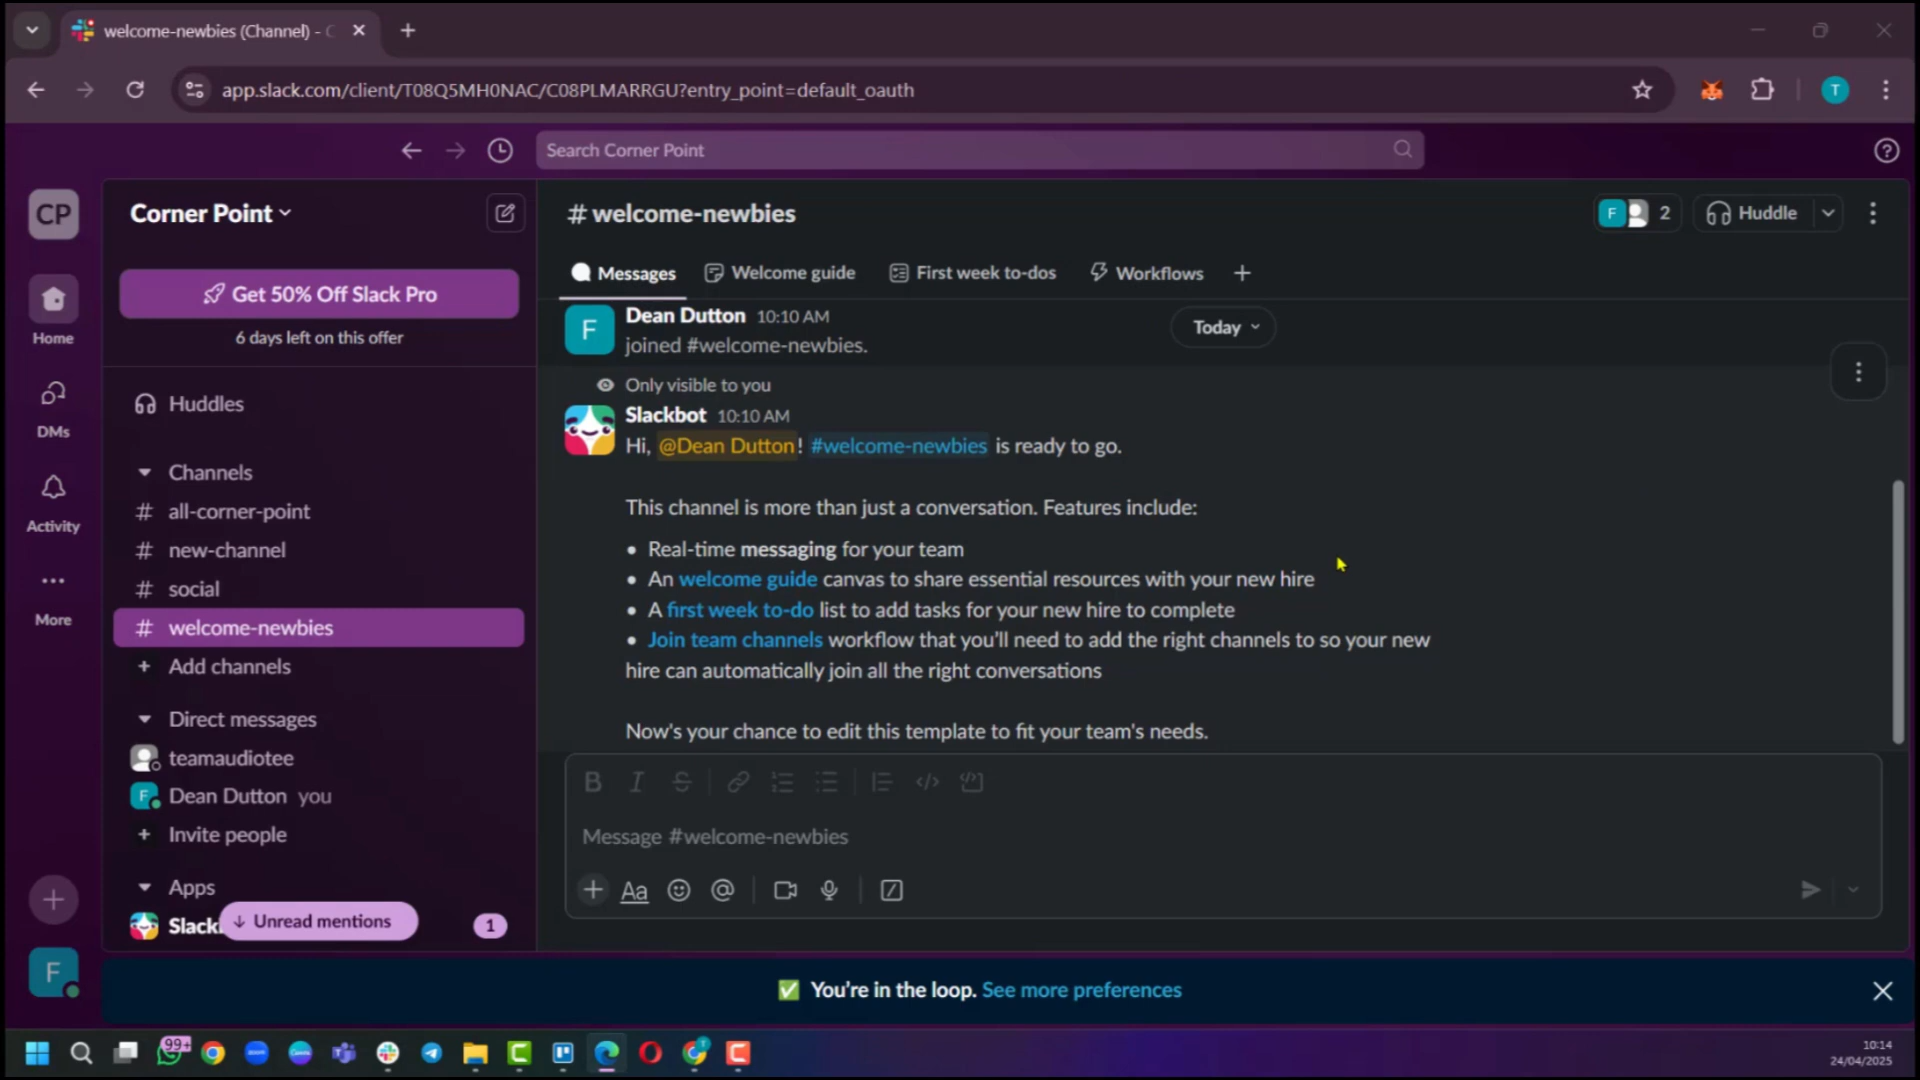 welcome-newbies (Channel) - C
app.slack.com/client/T08Q5MH0NAC/C08PLMARRGU?entry_point=default_oauth
T
Search Corner Point
CP
Home
DMs
Activity
More
F
Corner Point
Get 50% Off Slack Pro
6 days left on this offer
Huddles
Channels
# all-corner-point
# new-channel
# social
# welcome-newbies
+ Add channels
Direct messages
teamaudiotee
F Dean Dutton you
+ Invite people
Apps
Slack
↓ Unread mentions
1
# welcome-newbies
F 2
Huddle
Messages
Welcome guide
First week to-dos
Workflows
+
Today
F
Dean Dutton 10:10 AM
joined #welcome-newbies.
Only visible to you
Slackbot 10:10 AM
Hi, @Dean Dutton! #welcome-newbies is ready to go.
This channel is more than just a conversation. Features include:
• Real-time messaging for your team
• An welcome guide canvas to share essential resources with your new hire
• A first week to-do list to add tasks for your new hire to complete
• Join team channels workflow that you’ll need to add the right channels to so your new
hire can automatically join all the right conversations
Now's your chance to edit this template to fit your team's needs.
B I S
Message #welcome-newbies
+ Aa @
You’re in the loop. See more preferences
99+
zoom
10:14
24/04/2025